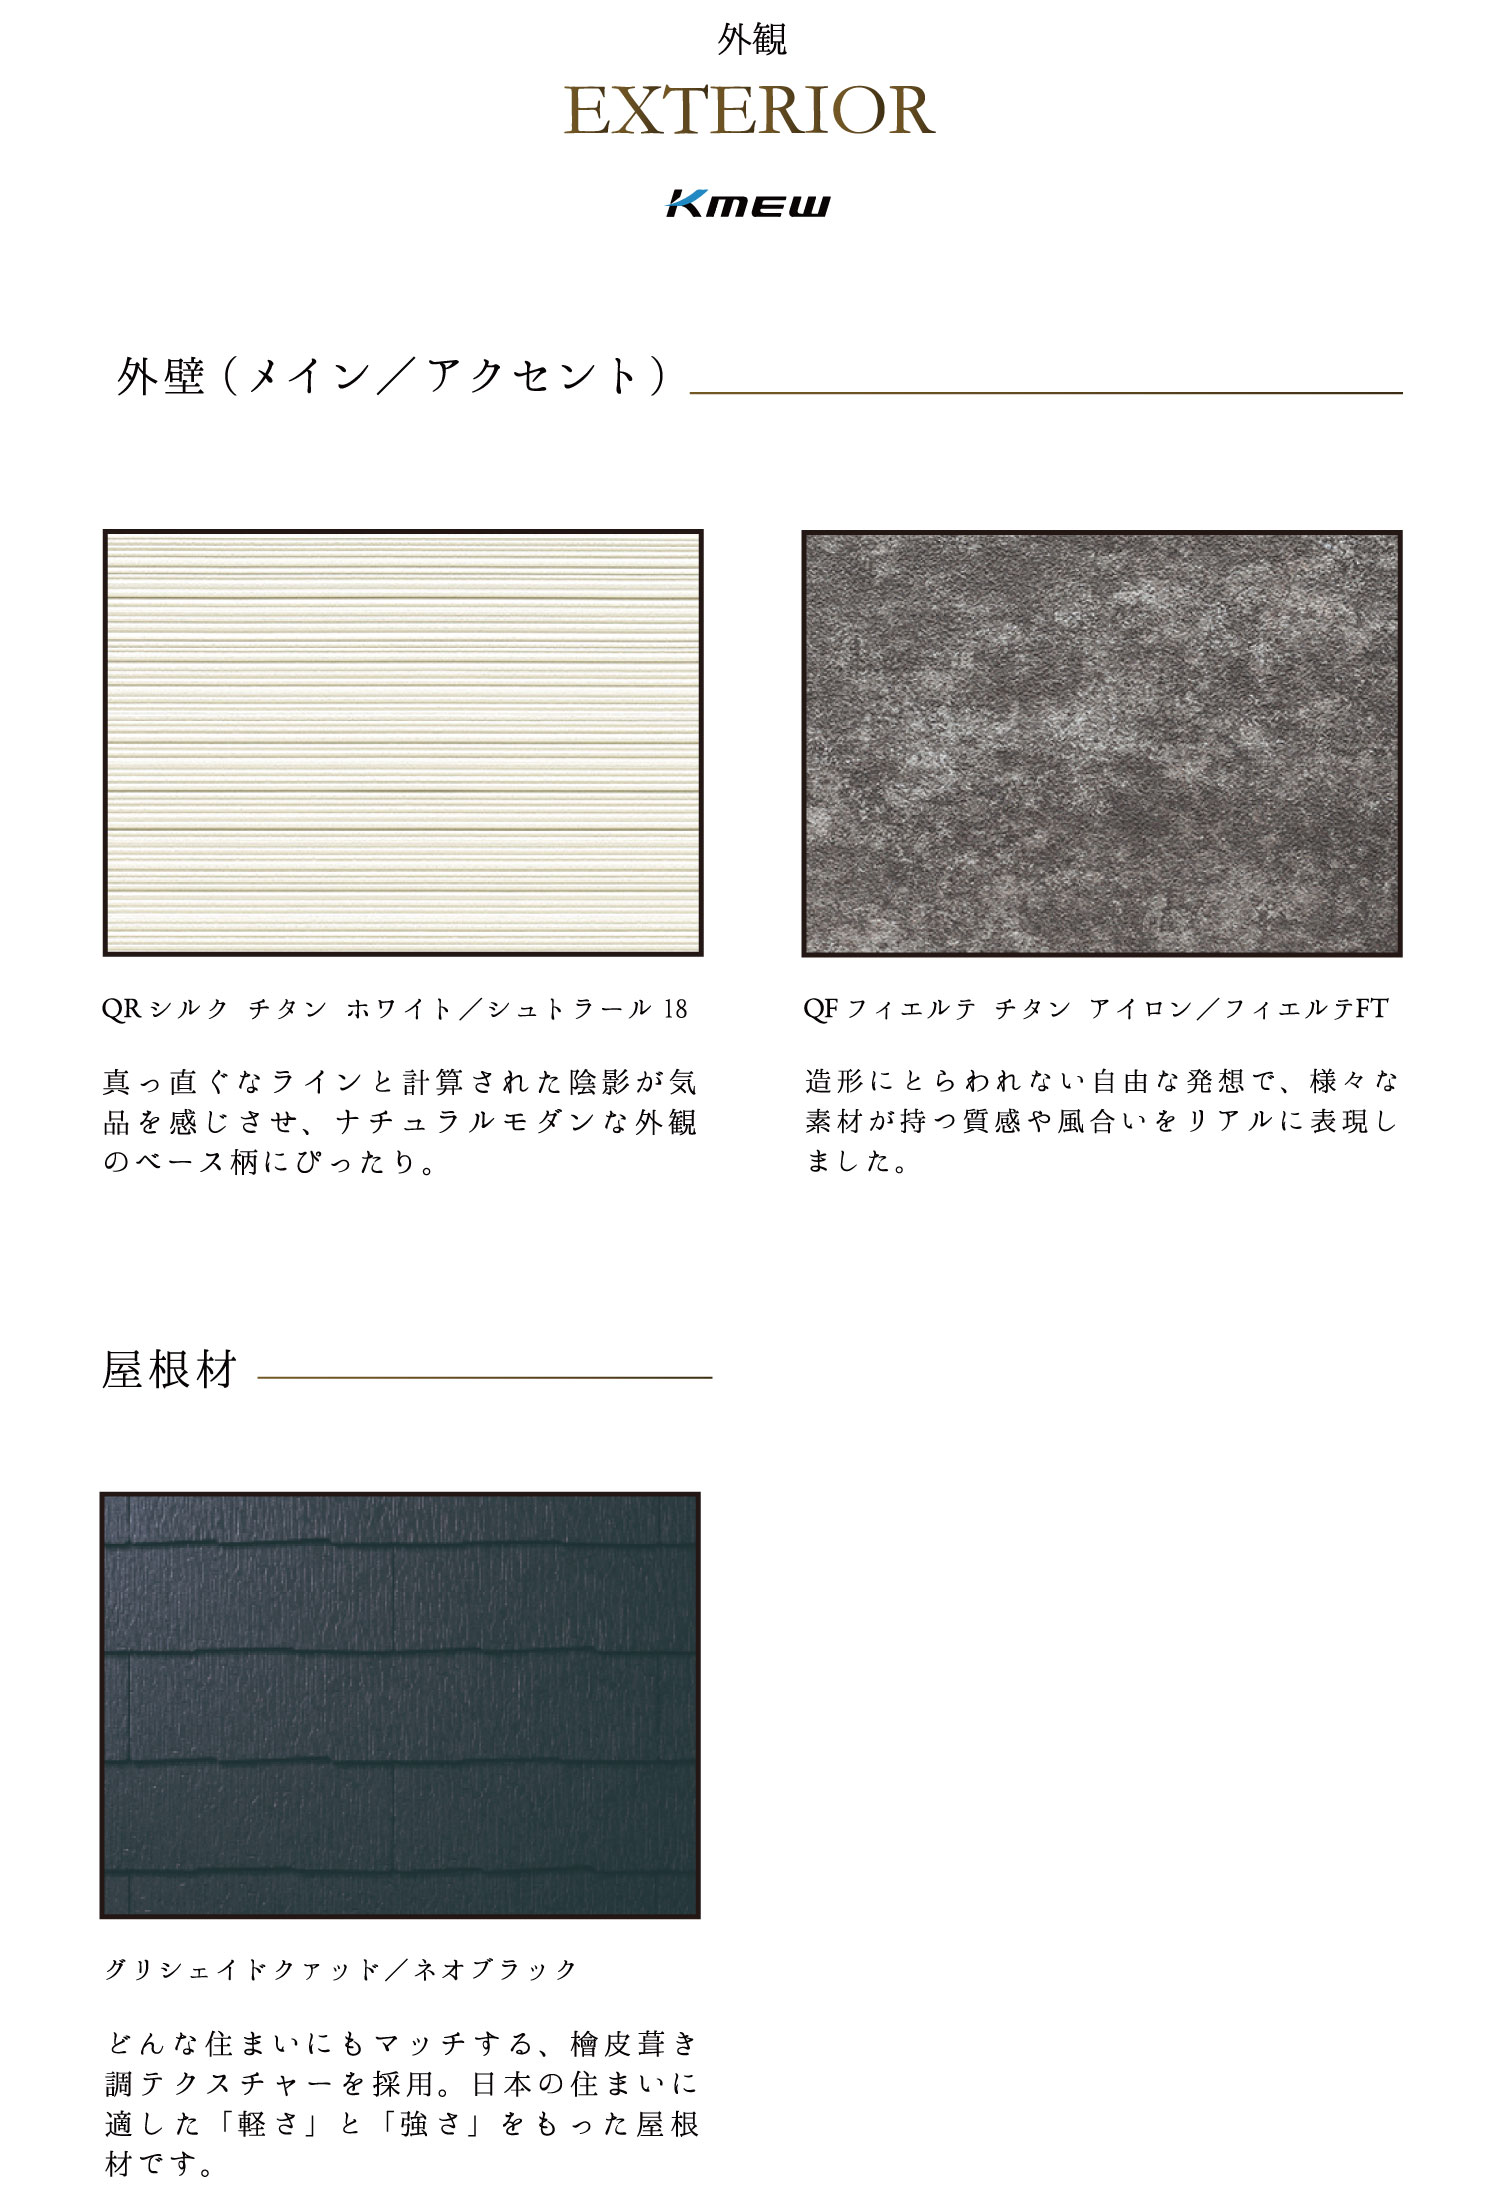 外観
EXTERIOR
KMEW
外壁（メイン／アクセント）
QRシルク チタン ホワイト／シュトラール 18
真っ直ぐなラインと計算された陰影が気
品を感じさせ、ナチュラルモダンな外観
のベース柄にぴったり。
QFフィエルテ チタン アイロン／フィエルテFT
造形にとらわれない自由な発想で、様々な
素材が持つ質感や風合いをリアルに表現し
ました。
屋根材
グリシェイドクァッド／ネオブラック
どんな住まいにもマッチする、檜皮葺き
調テクスチャーを採用。日本の住まいに
適した「軽さ」と「強さ」をもった屋根
材です。